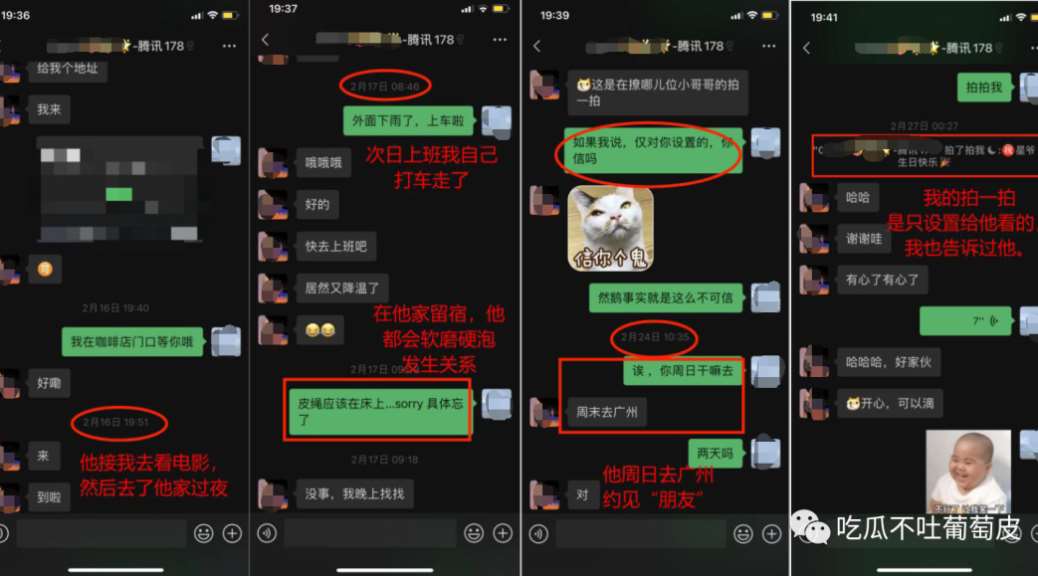 19:36
-腾讯178
给我个地址
我来
2月16日 19:40
我在咖啡店门口等你哦
好嘞
2月16日 19:51
来
到啦
他接我去看电影，
然后去了他家过夜
19:37
-腾讯178
2月17日 08:46
外面下雨了，上车啦
哦哦哦
次日上班我自己
打车走了
好的
快去上班吧
居然又降温了
在他家留宿，他
都会软磨硬泡
发生关系
2月17日
皮绳应该在床上...sorry 具体忘
了
2月17日 09:18
没事，我晚上找找
19:39
-腾讯178
这是在撩哪儿位小哥哥的拍
一拍
如果我说，仅对你设置的，你
信吗
信你个鬼
然鹅事实就是这么不可信
2月24日 10:35
诶，你周日干嘛去
周末去广州
两天吗
他周日去广州
约见“朋友”
对
19:41
-腾讯178
拍拍我
2月27日 00:27
拍了拍我
星爷
生日快乐
哈哈
我的拍一拍
是只设置给他看的，
我也告诉过他。
谢谢哇
有心了有心了
7"
哈哈哈，好家伙
开心，可以滴
吃瓜不吐葡萄皮